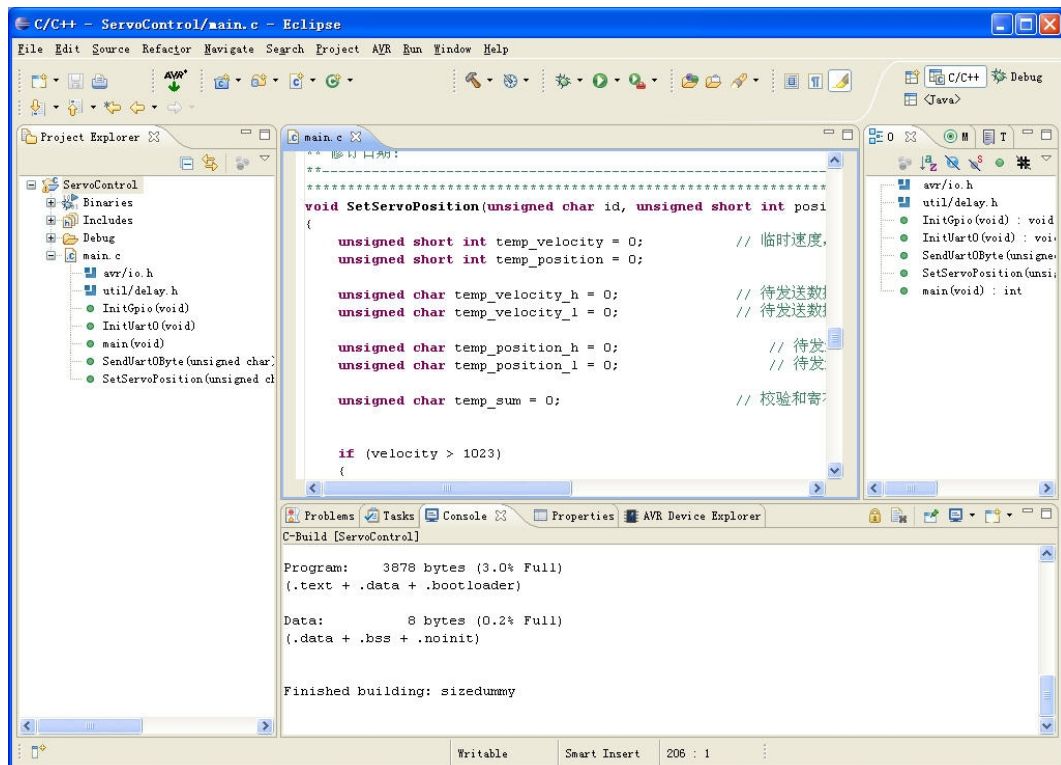 C/C++ - ServoControl/main.c - Eclipse
File Edit Source Refactor Navigate Search Project AVR Run Window Help
AVR
C/C++ Debug
<Java>
Project Explorer
ServoControl
Binaries
Includes
Debug
main.c
avr/io.h
util/delay.h
InitGpio(void)
InitUart0(void)
main(void)
SendUart0Byte(unsigned char)
SetServoPosition(unsigned ch
main.c
** 修订日期:
**----------------------------------------------------------------------
***********************************************************************
void SetServoPosition(unsigned char id, unsigned short int posi
{
unsigned short int temp_velocity = 0; // 临时速度,
unsigned short int temp_position = 0;
unsigned char temp_velocity_h = 0; // 待发送数据
unsigned char temp_velocity_l = 0; // 待发送数据
unsigned char temp_position_h = 0; // 待发
unsigned char temp_position_l = 0; // 待发
unsigned char temp_sum = 0; // 校验和寄
if (velocity > 1023)
{
O M T
avr/io.h
util/delay.h
InitGpio(void) : void
InitUart0(void) : voi
SendUart0Byte(unsigne
SetServoPosition(unsi
main(void) : int
Problems Tasks Console Properties AVR Device Explorer
C-Build [ServoControl]
Program: 3878 bytes (3.0% Full)
(.text + .data + .bootloader)
Data: 8 bytes (0.2% Full)
(.data + .bss + .noinit)
Finished building: sizedummy
Writable Smart Insert 206 : 1